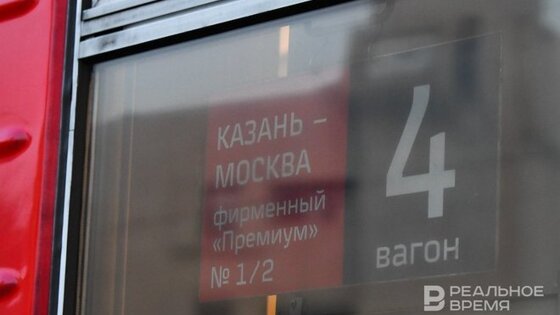 КАЗАНЬ –
МОСКВА
фирменный
«Премиум»
№ 1/2
4
вагон
РЕАЛЬНОЕ
ВРЕМЯ